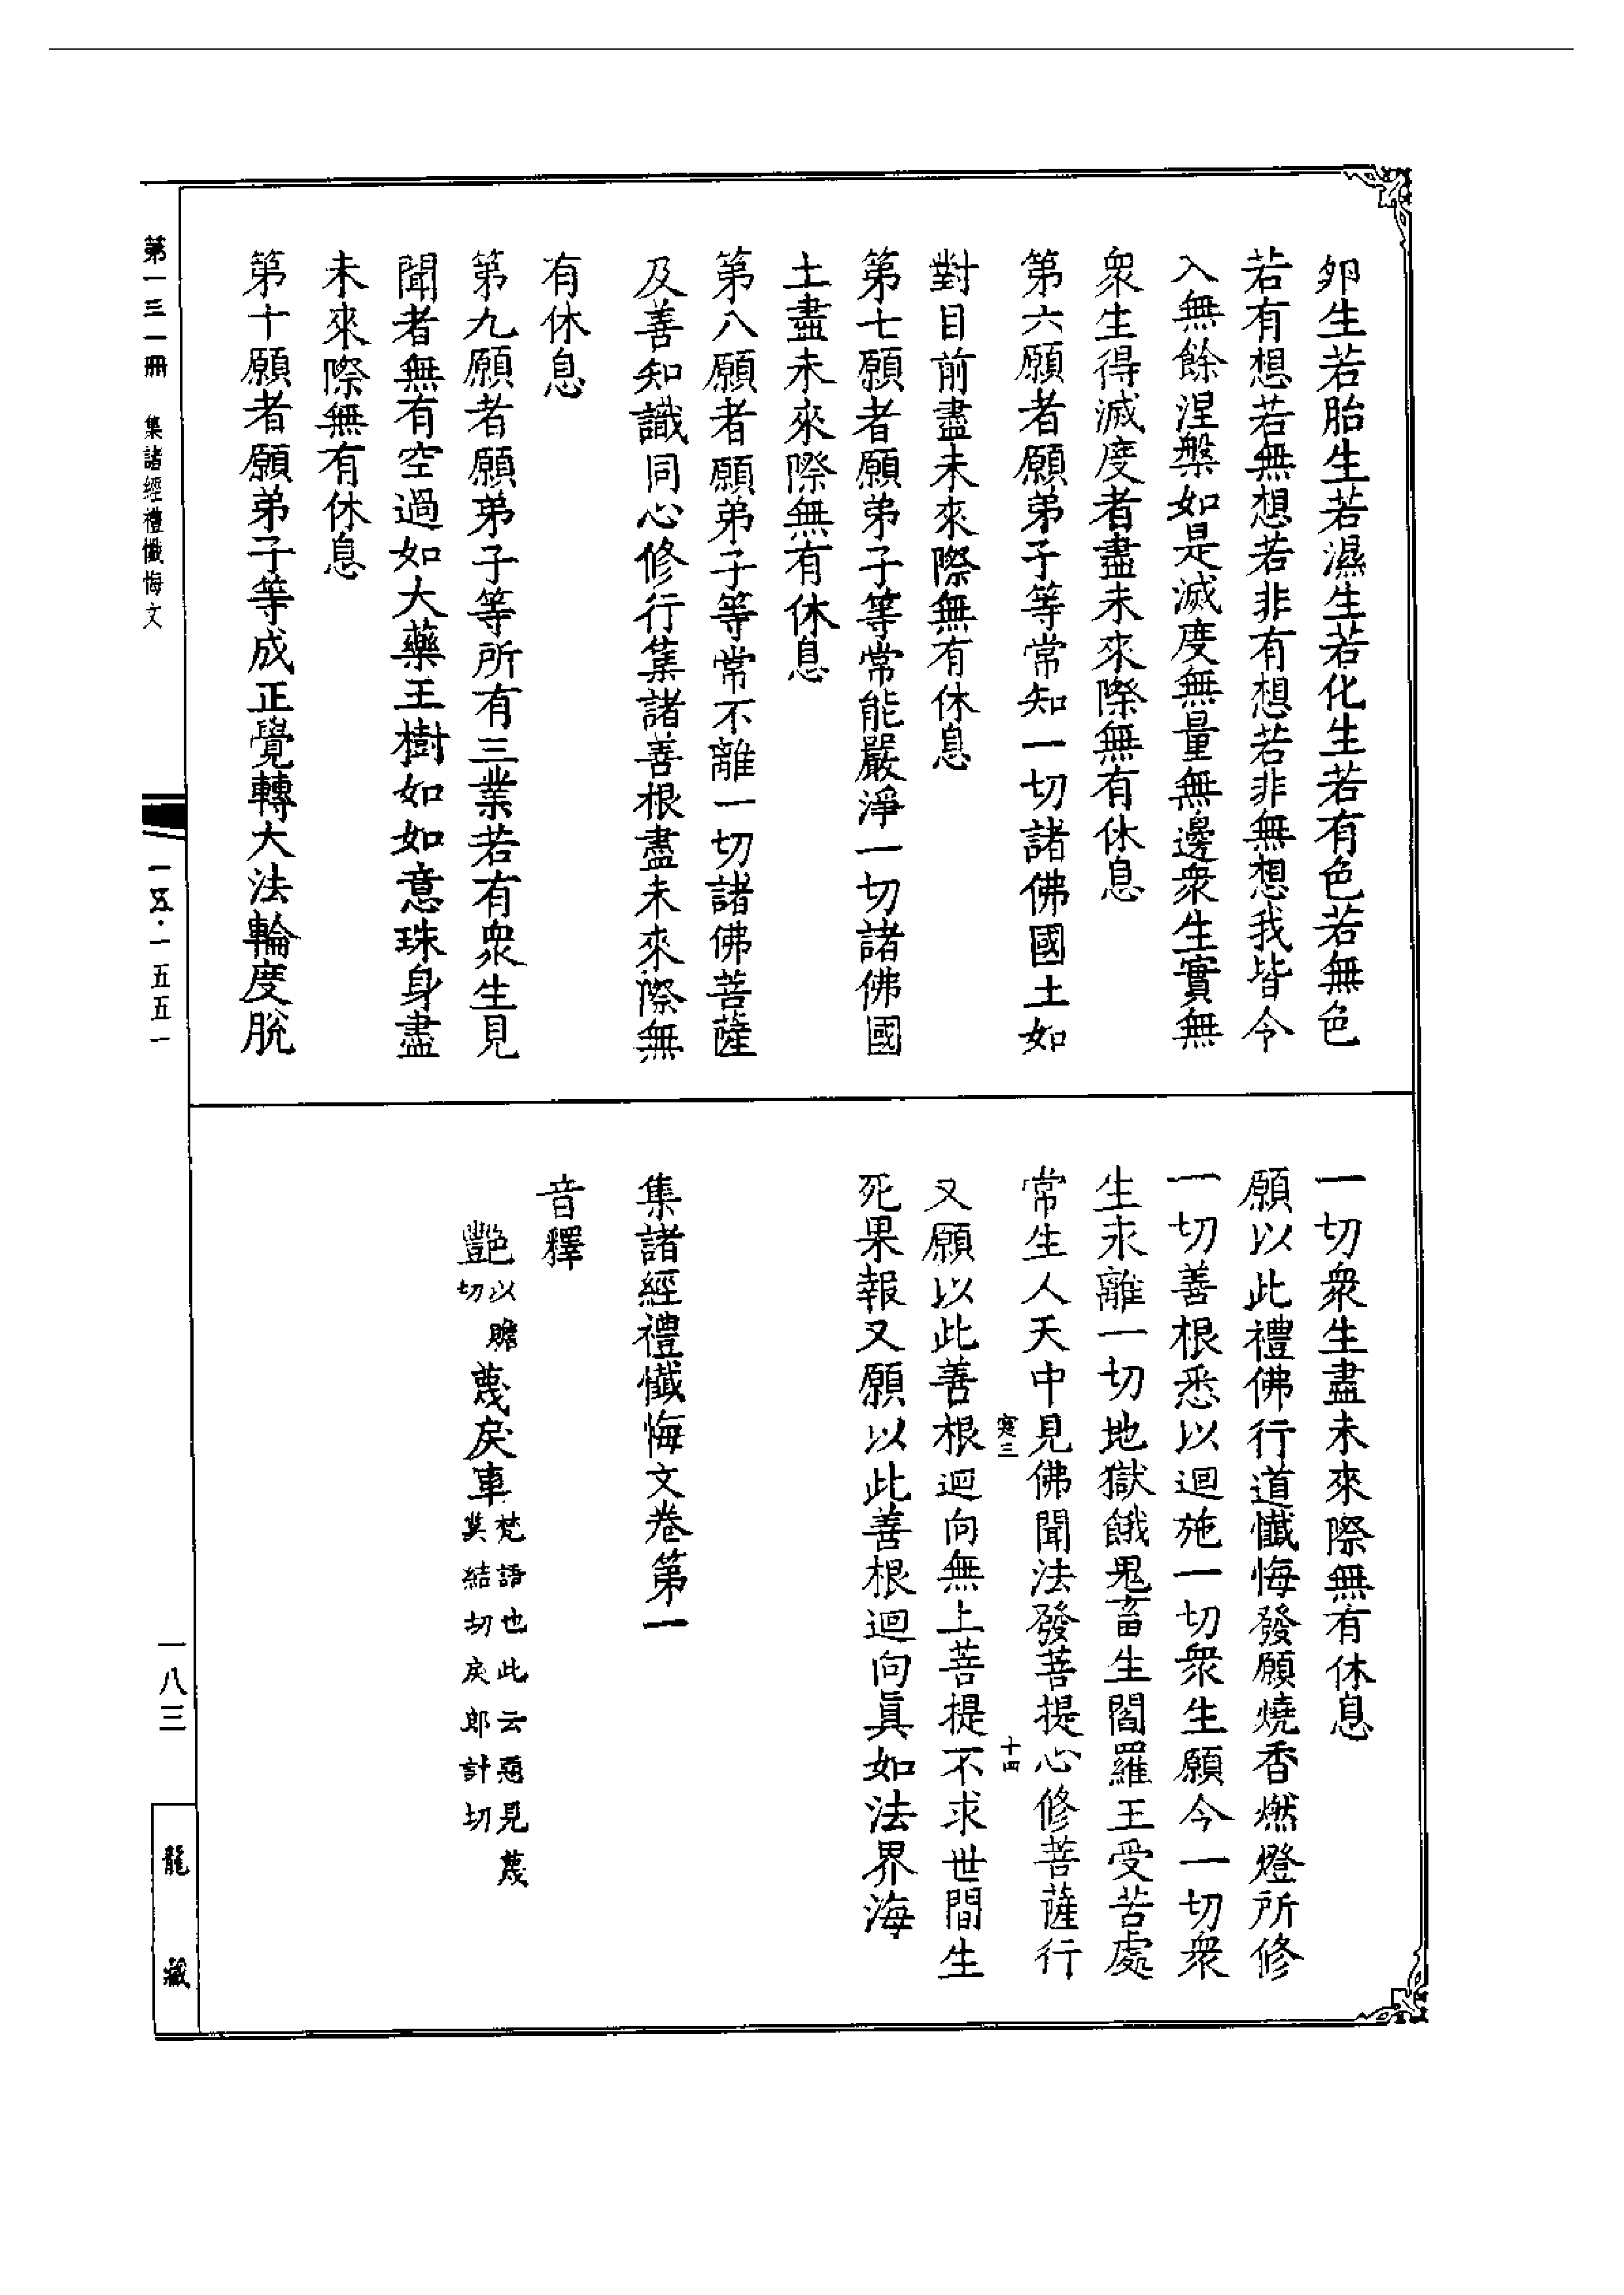 卵生若胎生若濕生若化生若有色若無色
若有想若無想若非有想若非無想我皆令
入無餘涅槃如是滅度無量無邊衆生實無
衆生得滅度者盡未來際無有休息
第六願者願弟子等常知一切諸佛國土如
對目前盡未來際無有休息
第七願者願弟子等常能嚴淨一切諸佛國
土盡未來際無有休息
第八願者願弟子等常不離一切諸佛菩薩
及善知識同心修行集諸善根盡未來際無
有休息
第九願者願弟子等所有三業若有衆生見
聞者無有空過如大藥王樹如如意珠身盡
未來際無有休息
第十願者願弟子等成正覺轉大法輪度脫
一切衆生盡未來際無有休息
願以此禮佛行道懺悔發願燒香燃燈所修
一切善根悉以迴施一切衆生願今一切衆
生永離一切地獄餓鬼畜生閻羅王受苦處
常生人天中見佛聞法發菩提心修菩薩行
寔三 十四
又願以此善根迴向無上菩提不求世間生
死果報又願以此善根迴向眞如法界海
集諸經禮懺悔文卷第一
音釋
豔以贍切 蔑戾車梵語也此云惡見蔑莫結切戾郎計切
第一三一冊 集諸經禮懺悔文
一五·一五五一
一八三
龍藏